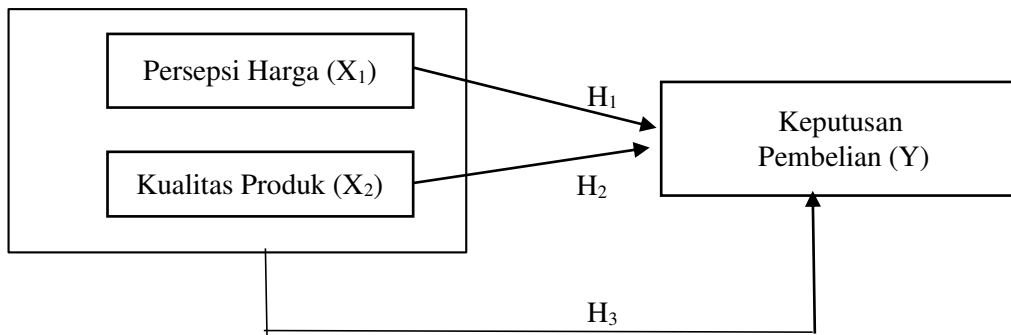 Persepsi Harga (X₁)
H₁
Keputusan
Pembelian (Y)
Kualitas Produk (X₂)
H₂
H₃